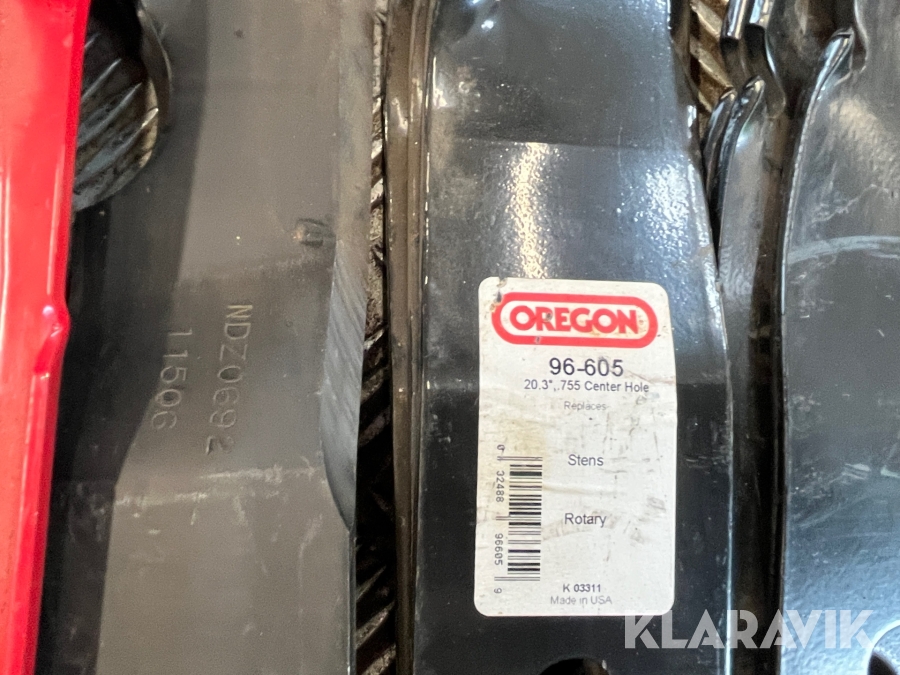 NDZ0692
11506
OREGON
96-605
20,3", .755 Center Hole
Replaces
Stens
Rotary
0 32488 96605 9
K 03311
Made in USA
KLARAVIK